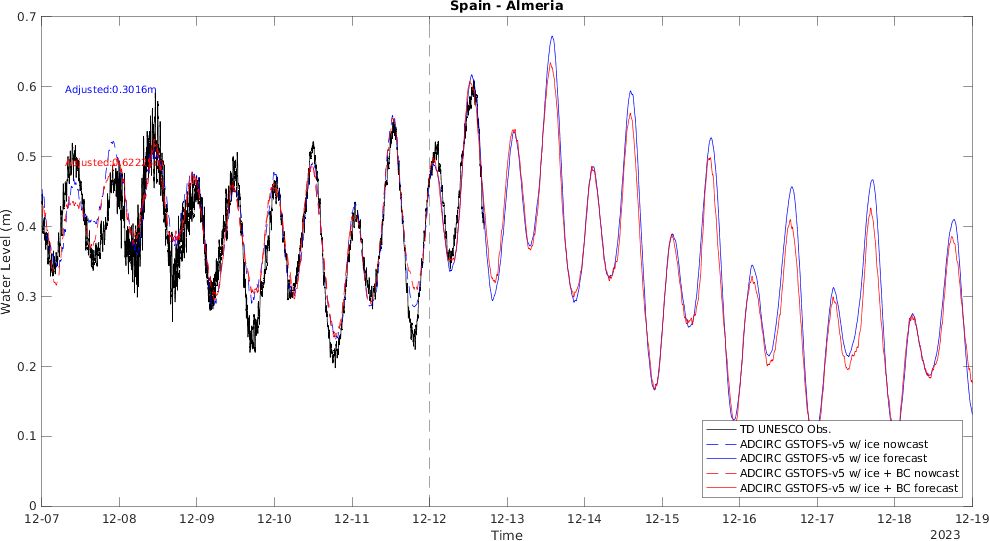 Spain - Almeria
0.7
0.6
0.5
0.4
0.3
0.2
0.1
0
Water Level (m)
Adjusted:0.3016m
12-07
12-08
12-09
12-10
12-11
12-12
12-13
12-14
12-15
12-16
12-17
12-18
12-19
Time
2023
TD UNESCO Obs.
ADCIRC GSTOFS-v5 w/ ice nowcast
ADCIRC GSTOFS-v5 w/ ice forecast
ADCIRC GSTOFS-v5 w/ ice + BC nowcast
ADCIRC GSTOFS-v5 w/ ice + BC forecast